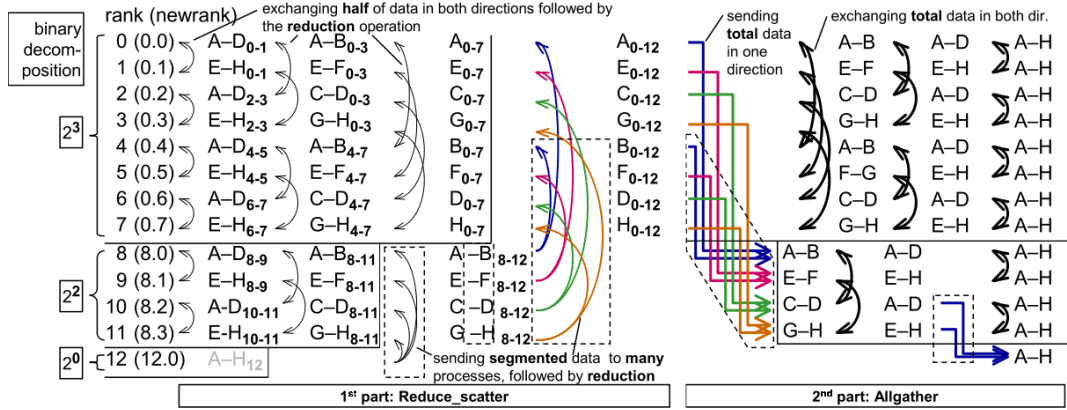 binary
decom-
position
rank (newrank)
exchanging half of data in both directions followed by
the reduction operation
sending
total data
in one
direction
exchanging total data in both dir.
0 (0.0) A–D0-1 A–B0-3 A0-7 A0-12 A–B A–D A–H
1 (0.1) E–H0-1 E–F0-3 E0-7 E0-12 E–F E–H A–H
2 (0.2) A–D2-3 C–D0-3 C0-7 C0-12 C–D A–D A–H
2³ 3 (0.3) E–H2-3 G–H0-3 G0-7 G0-12 G–H E–H A–H
4 (0.4) A–D4-5 A–B4-7 B0-7 B0-12 A–B A–D A–H
5 (0.5) E–H4-5 E–F4-7 F0-7 F0-12 F–G E–H A–H
6 (0.6) A–D6-7 C–D4-7 D0-7 D0-12 C–D A–D A–H
7 (0.7) E–H6-7 G–H4-7 H0-7 H0-12 G–H E–H A–H
8 (8.0) A–D8-9 A–B8-11 A–B 8-12 A–B A–D A–H
2² 9 (8.1) E–H8-9 E–F8-11 E–F 8-12 E–F E–H A–H
10 (8.2) A–D10-11 C–D8-11 C–D 8-12 C–D A–D A–H
11 (8.3) E–H10-11 G–H8-11 G–H 8-12 G–H E–H A–H
2⁰ 12 (12.0) A–H12 A–H
sending segmented data to many
processes, followed by reduction
1st part: Reduce_scatter
2nd part: Allgather